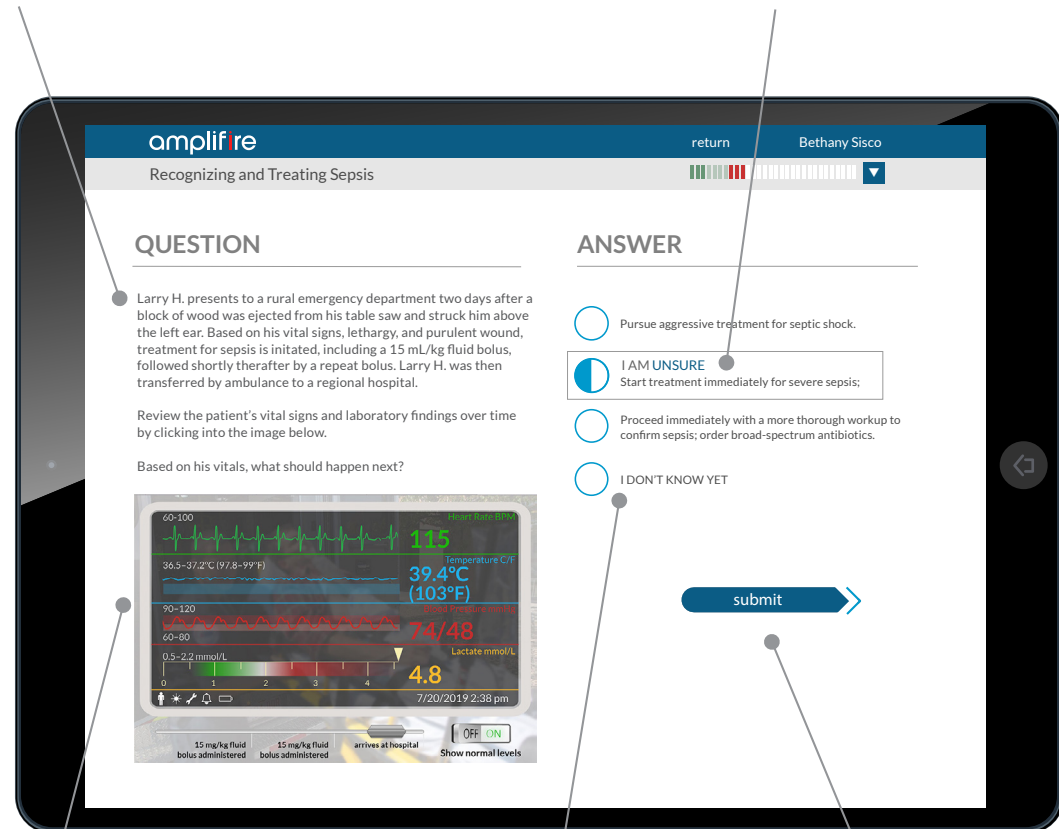 amplifire
return
Bethany Sisco
Recognizing and Treating Sepsis
QUESTION
Larry H. presents to a rural emergency department two days after a
block of wood was ejected from his table saw and struck him above
the left ear. Based on his vital signs, lethargy, and purulent wound,
treatment for sepsis is initated, including a 15 mL/kg fluid bolus,
followed shortly therafter by a repeat bolus. Larry H. was then
transferred by ambulance to a regional hospital.
Review the patient's vital signs and laboratory findings over time
by clicking into the image below.
Based on his vitals, what should happen next?
60-100
Heart Rate BPM
115
36.5–37.2°C (97.8–99°F)
Temperature C/F
39.4°C
(103°F)
90–120
Blood Pressure
74/48
60–80
0.5–2.2 mmol/L
Lactate mmol/L
4.8
0 1 2 3 4
7/20/2019 2:38 pm
15 mg/kg fluid
bolus administered
15 mg/kg fluid
bolus administered
arrives at hospital
OFF ON
Show normal levels
ANSWER
Pursue aggressive treatment for septic shock.
I AM UNSURE
Start treatment immediately for severe sepsis;
Proceed immediately with a more thorough workup to
confirm sepsis; order broad-spectrum antibiotics.
I DON'T KNOW YET
submit